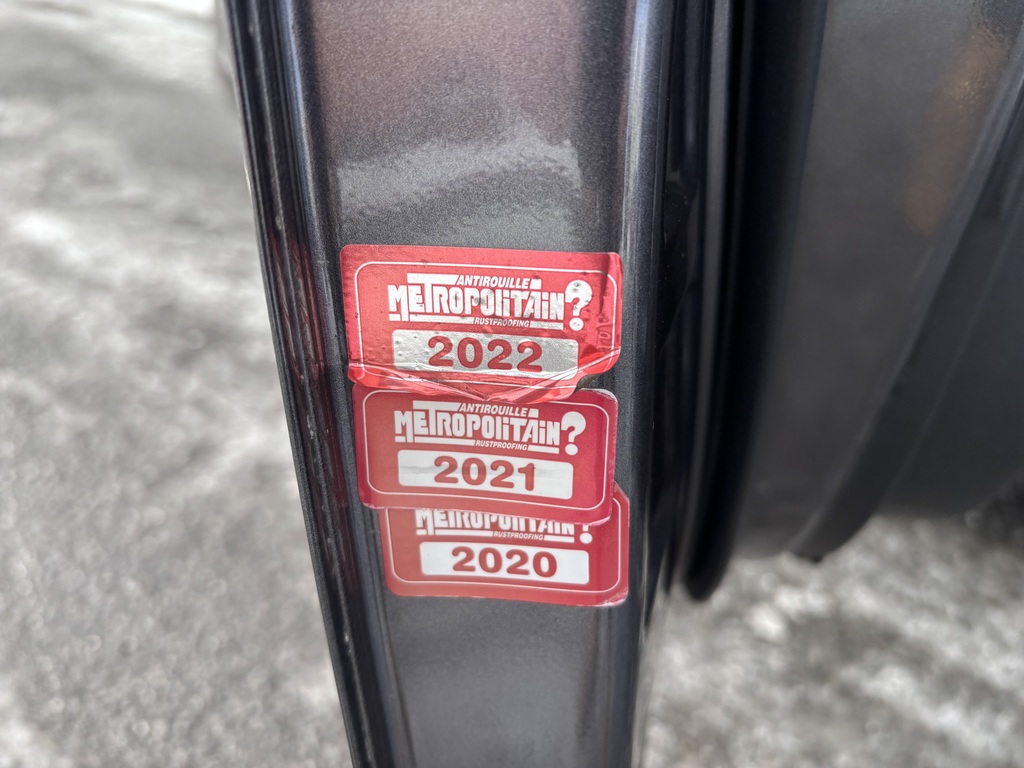 ANTIROUILLE
METROPOLITAIN?
RUSTPROOFING
2022
ANTIROUILLE
METROPOLITAIN?
RUSTPROOFING
2021
METROPOLITAIN?
RUSTPROOFING
2020